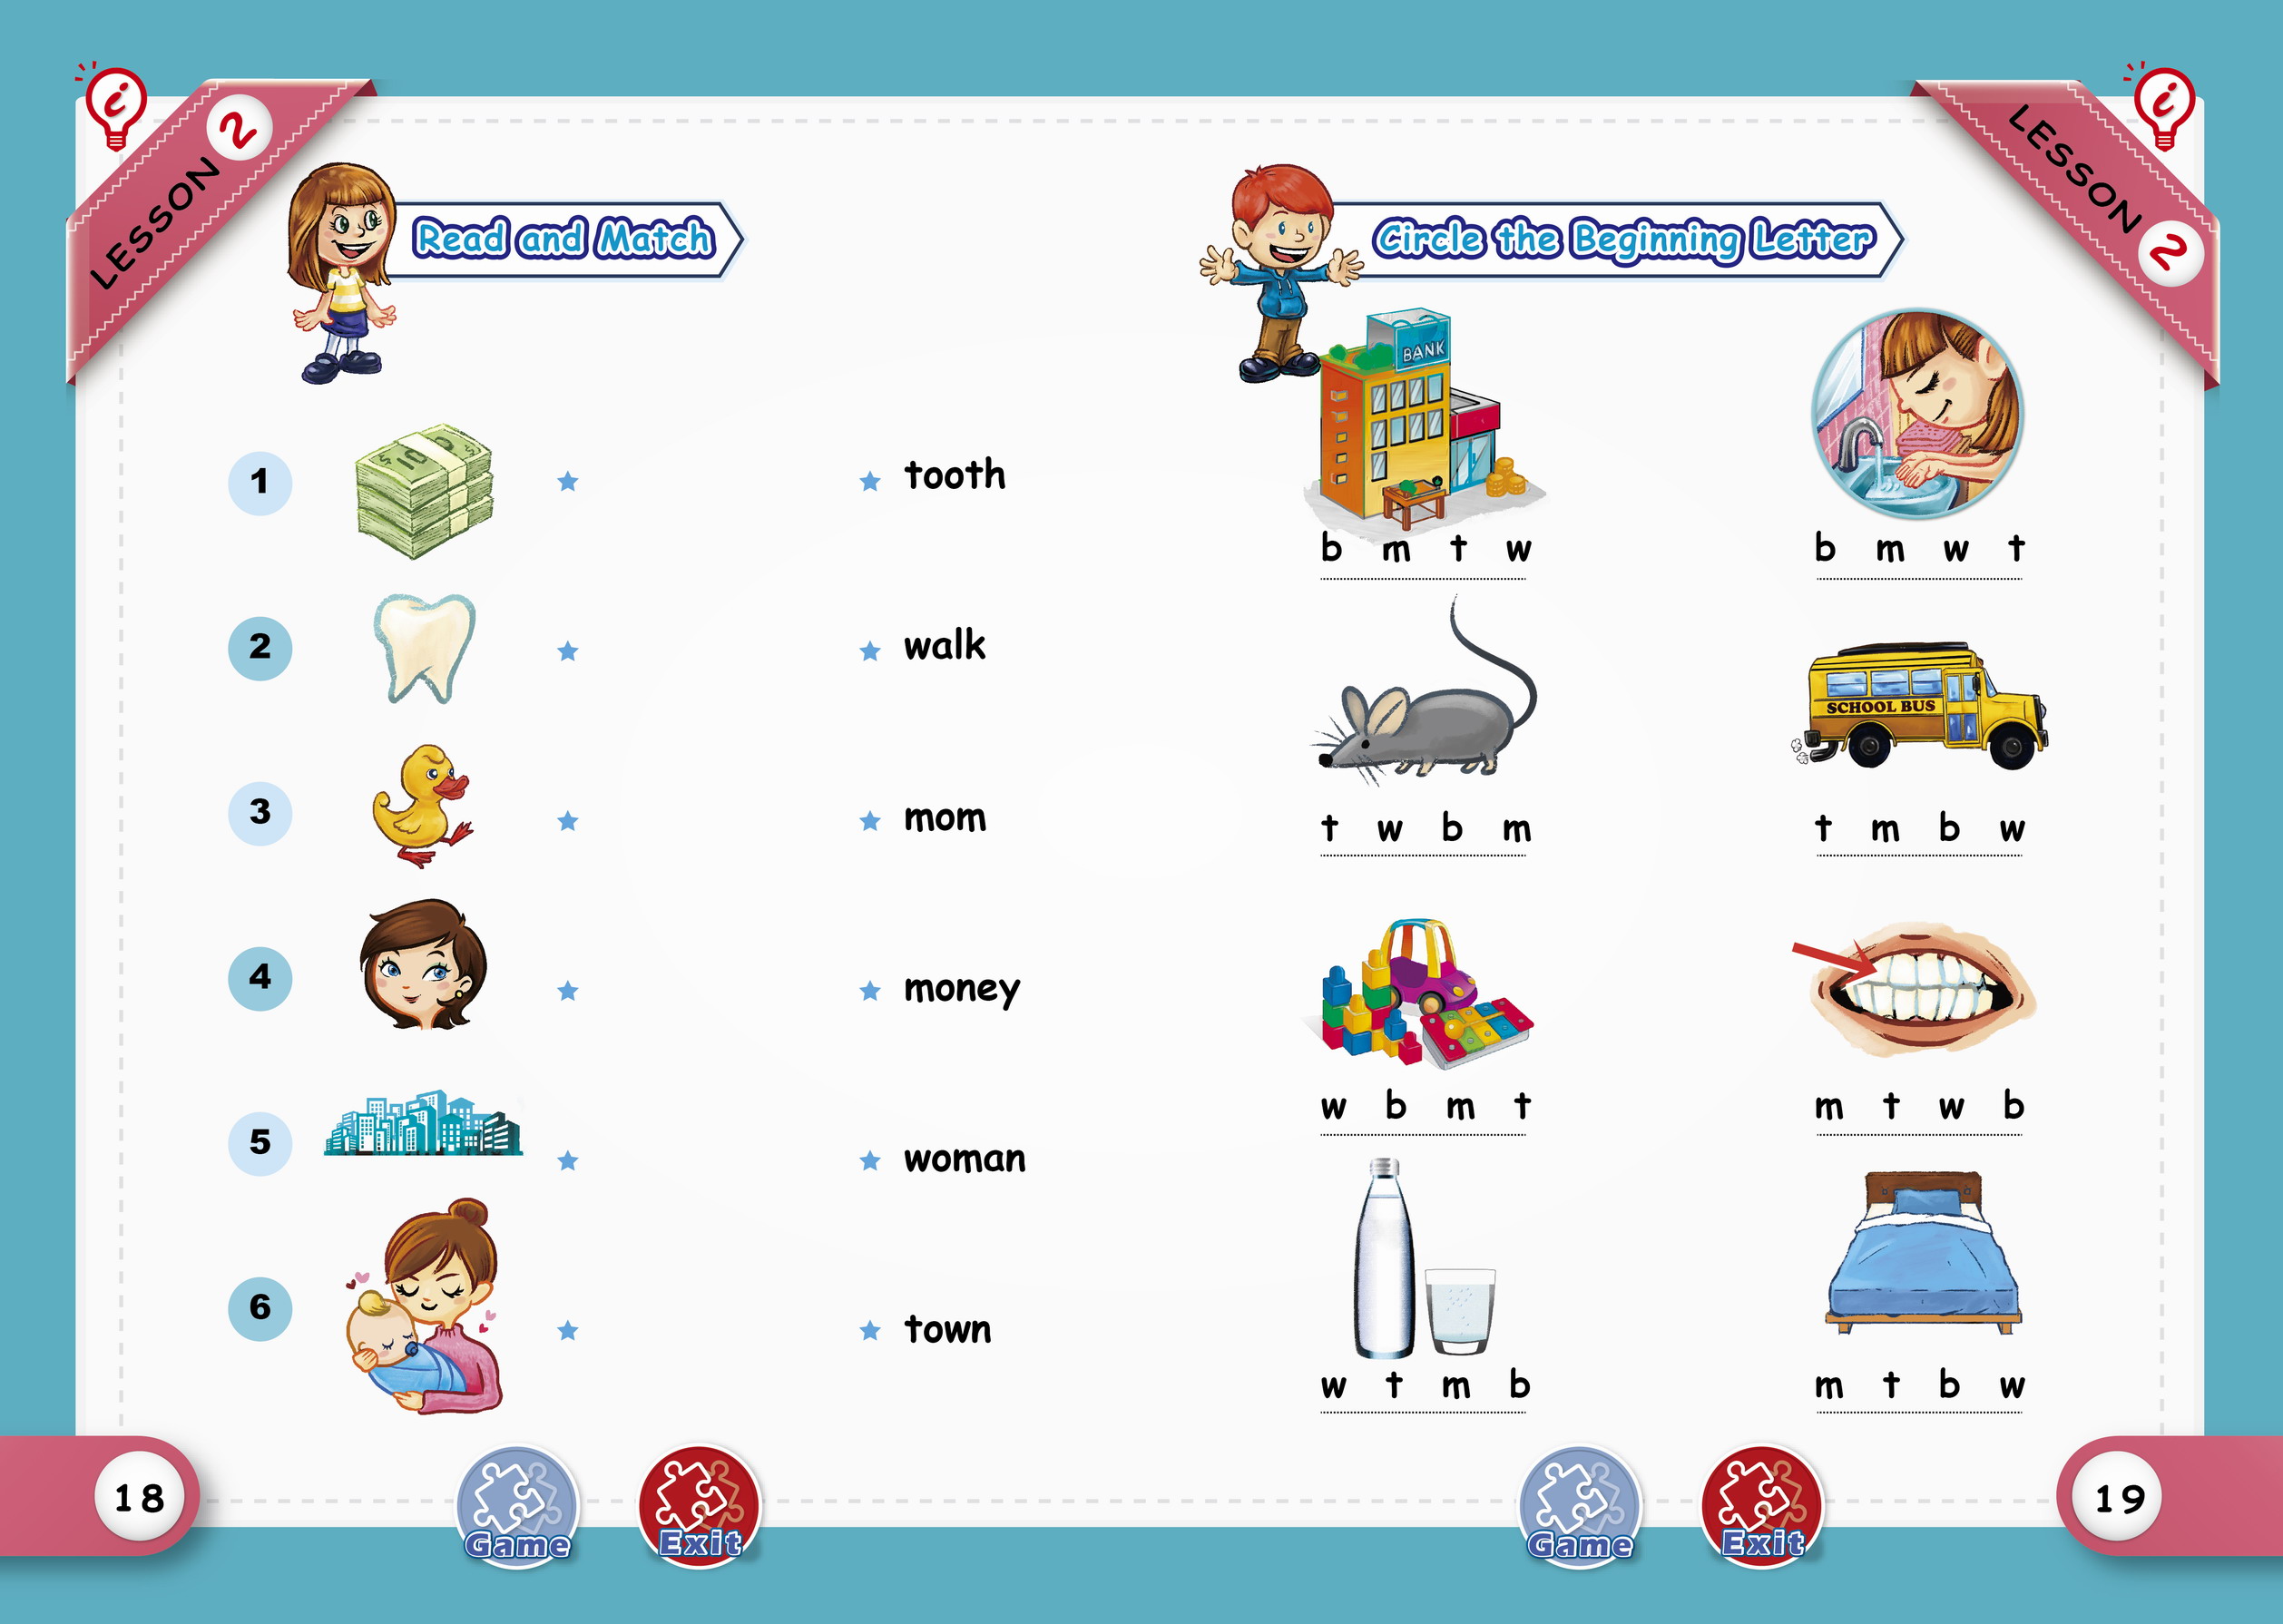 LESSON 2
Read and Match
1
tooth
2
walk
3
mom
4
money
5
woman
6
town
18
Game
Exit
LESSON 2
Circle the Beginning Letter
BANK
b m t w
b m w t
t w b m
SCHOOL BUS
t m b w
w b m t
m t w b
w t m b
m t b w
Game
Exit
19